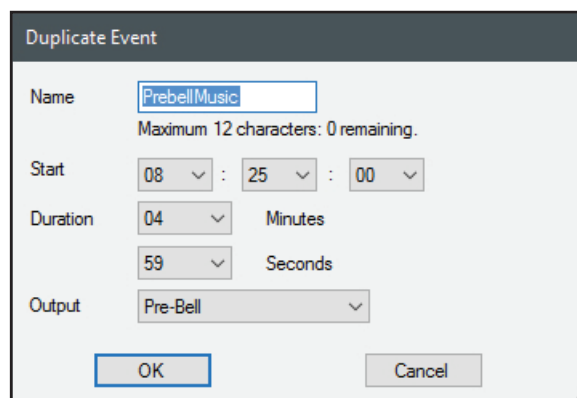 Duplicate Event
Name PrebellMusic
Maximum 12 characters: 0 remaining.
Start 08 : 25 : 00
Duration 04 Minutes
59 Seconds
Output Pre-Bell
OK Cancel